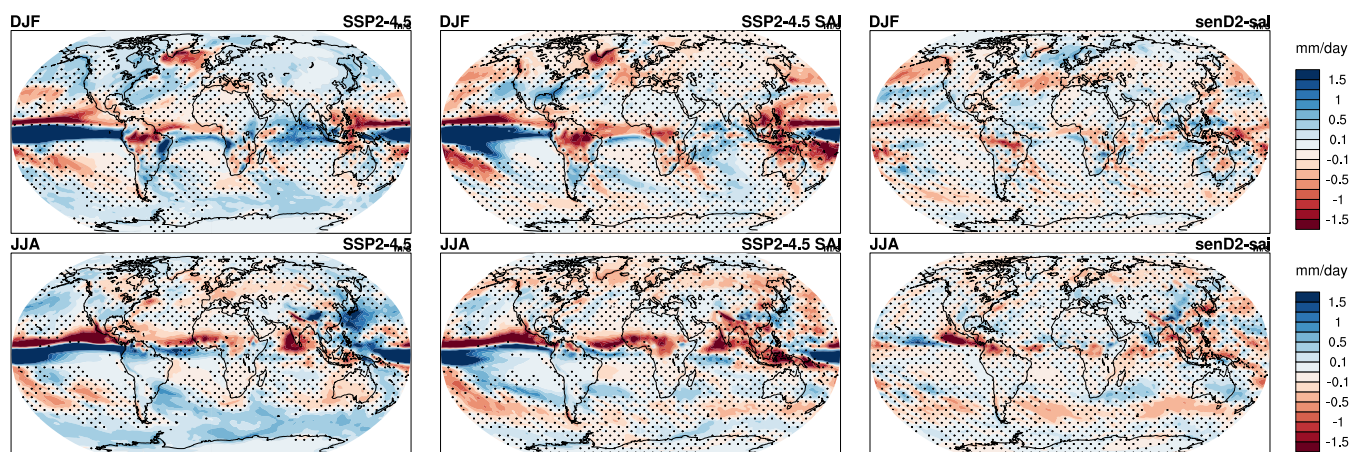 DJF SSP2-4.5 m/s
DJF SSP2-4.5 SAI m/s
DJF senD2-sai m/s
mm/day
1.5
1
0.5
0.1
-0.1
-0.5
-1
-1.5
JJA SSP2-4.5 m/s
JJA SSP2-4.5 SAI m/s
JJA senD2-sai m/s
mm/day
1.5
1
0.5
0.1
-0.1
-0.5
-1
-1.5